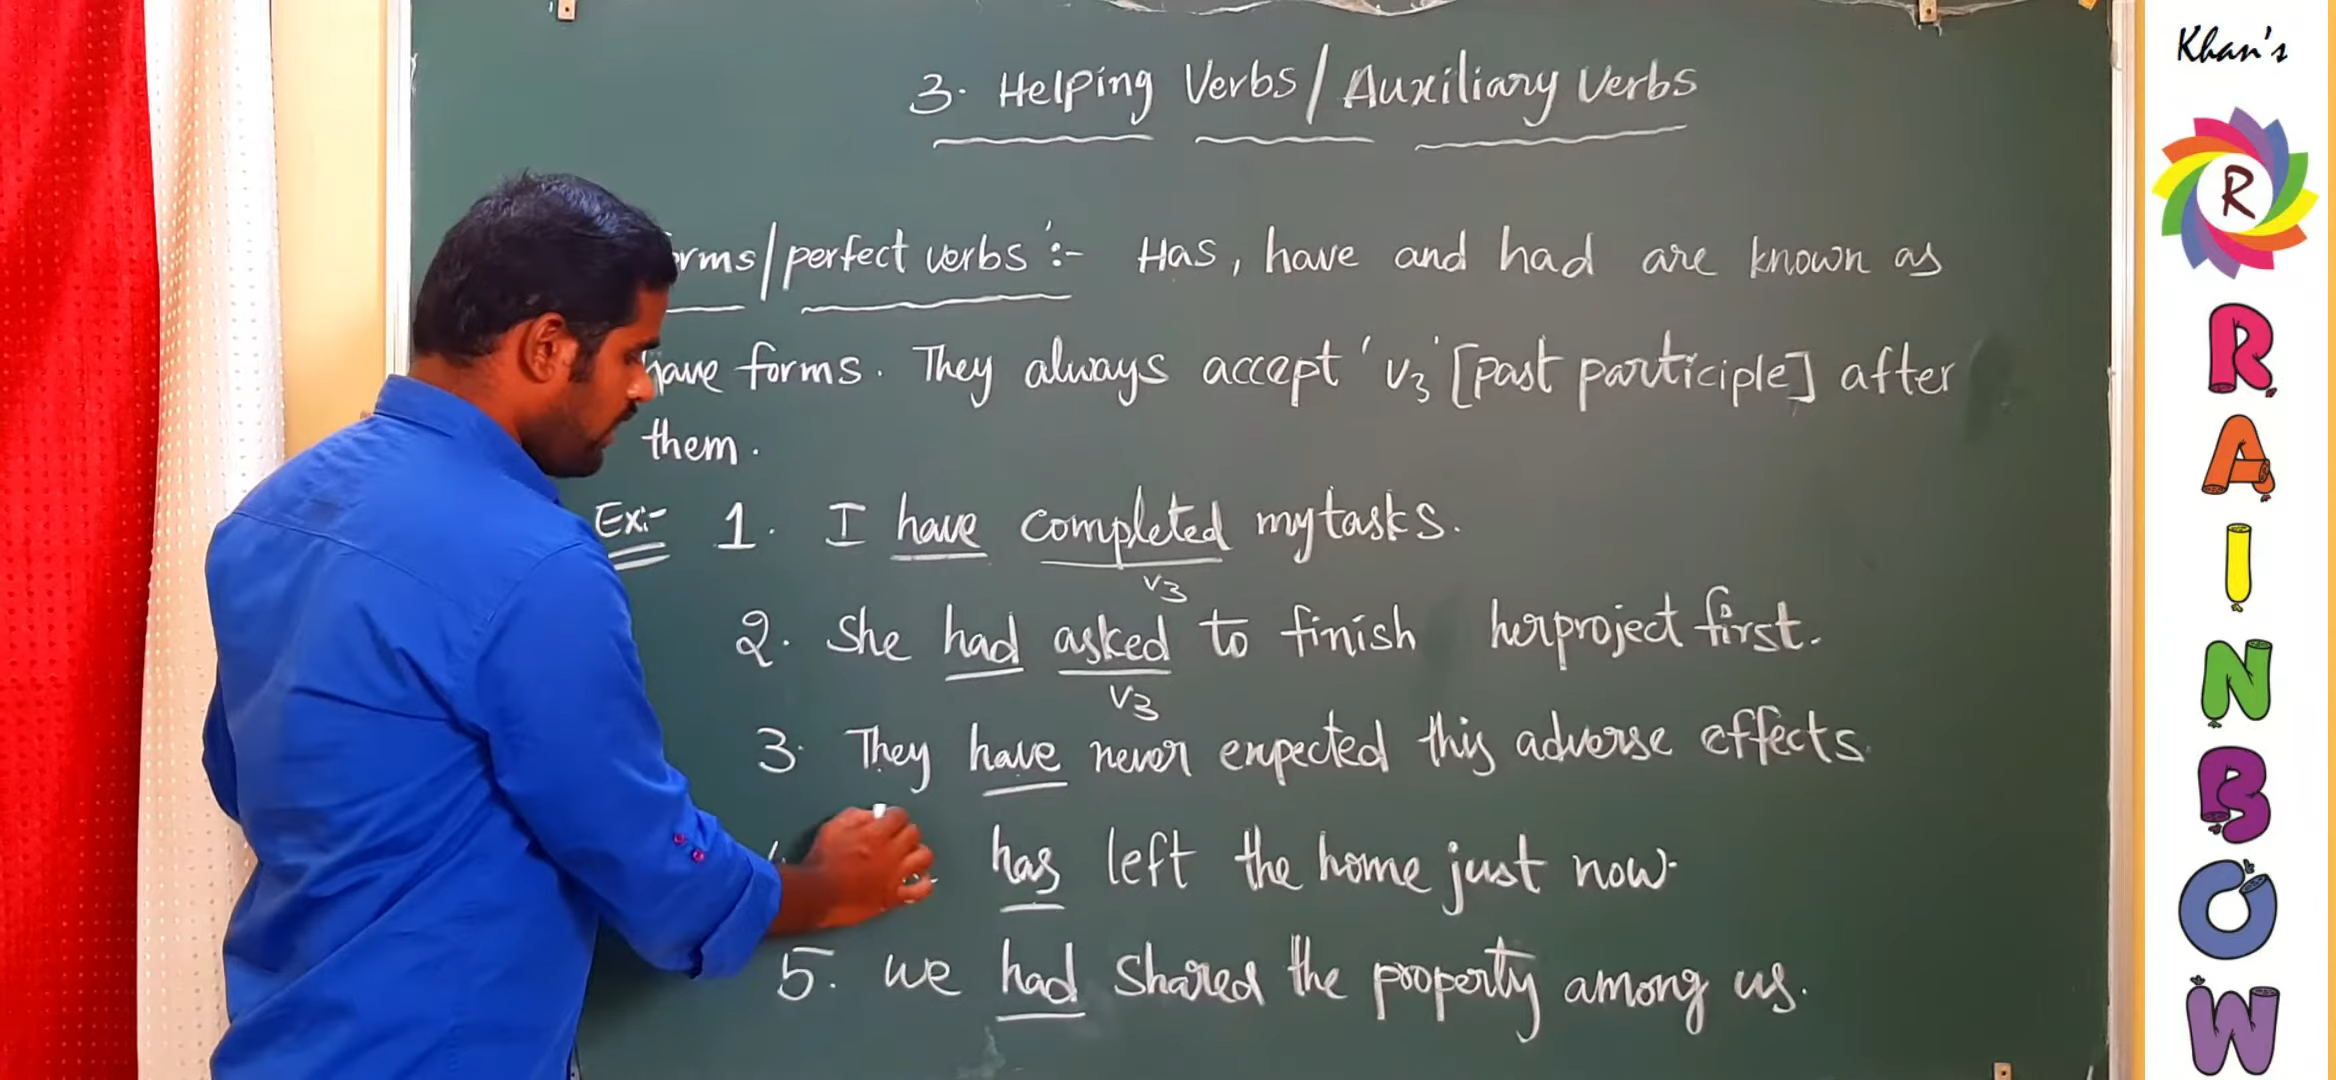 3. Helping Verbs/Auxiliary Verbs
perfect verbs':- Has, have and had are known as
have forms. They always accept 'V3' [past participle] after
them.
Ex:- 1. I have completed my tasks.
V3
2. She had asked to finish her project first.
V3
3. They have never expected this adverse effects.
has left the home just now.
5. We had shared the property among us.
Khan's
R
RAINBOW